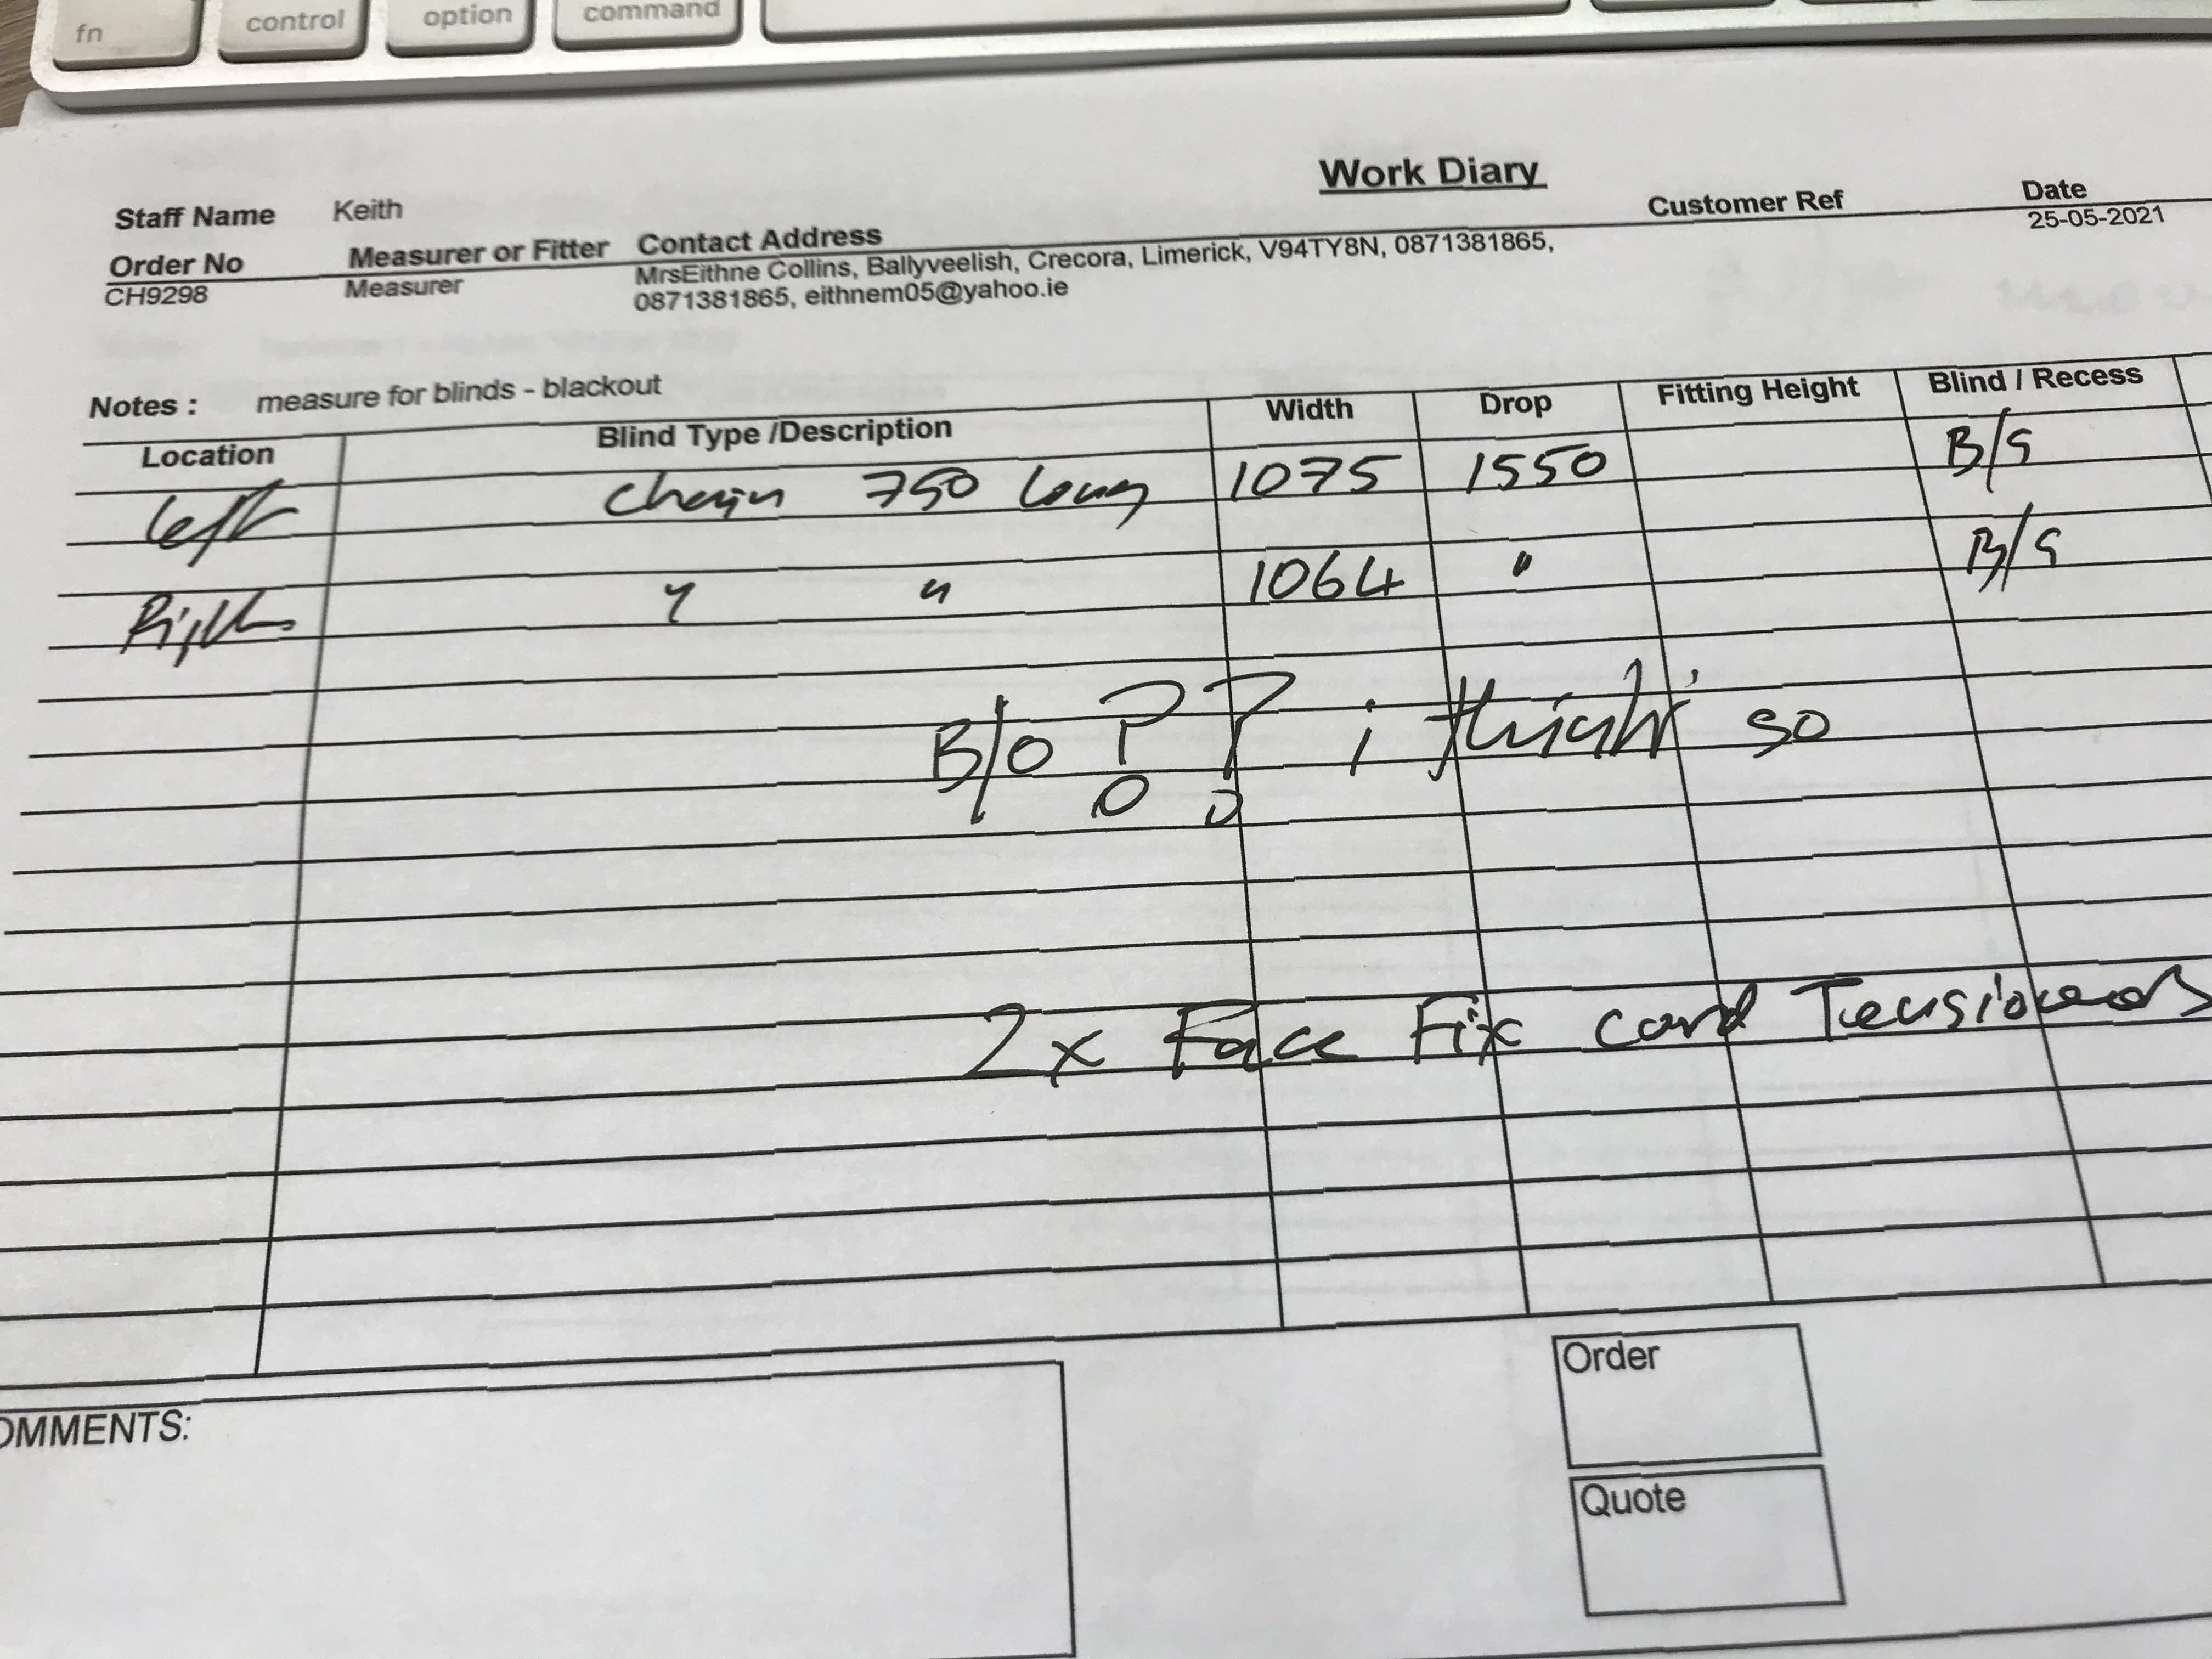 fn control option command
Work Diary
Staff Name Keith
Customer Ref Date
25-05-2021
Order No Measurer or Fitter Contact Address
CH9298 Measurer MrsEithne Collins, Ballyveelish, Crecora, Limerick, V94TY8N, 0871381865,
0871381865, eithnem05@yahoo.ie
Notes : measure for blinds - blackout
Location Blind Type /Description Width Drop Fitting Height Blind / Recess
Left Chain 750 Long 1075 1550 B/S
Right " " 1064 " B/S
B/O ?? i think so
2x Face Fix cord Tensioners
OMMENTS:
Order
Quote